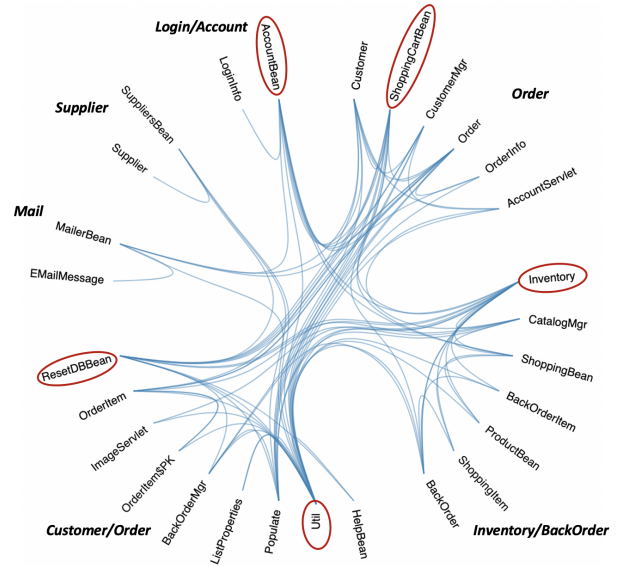 Login/Account
AccountBean
LoginInfo
Customer
ShoppingCartBean
CustomerMgr
Order
Order
OrderInfo
AccountServlet
Supplier
SuppliersBean
Supplier
Mail
MailerBean
EMailMessage
Inventory
CatalogMgr
ShoppingBean
BackOrderItem
ProductBean
ShoppingItem
BackOrder
Inventory/BackOrder
ResetDBBean
OrderItem
ImageServlet
OrderItem$PK
BackOrderMgr
ListProperties
Populate
Util
HelpBean
Customer/Order